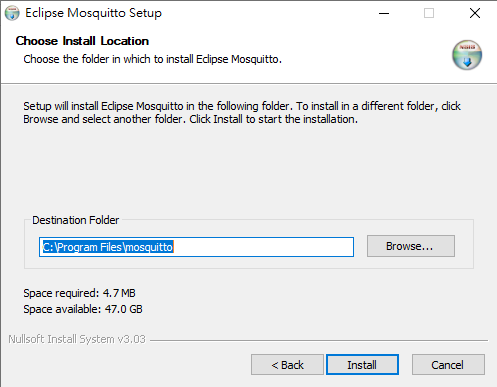 Eclipse Mosquitto Setup
Choose Install Location
Choose the folder in which to install Eclipse Mosquitto.
Setup will install Eclipse Mosquitto in the following folder. To install in a different folder, click
Browse and select another folder. Click Install to start the installation.
Destination Folder
C:\Program Files\mosquitto
Browse...
Space required: 4.7 MB
Space available: 47.0 GB
Nullsoft Install System v3.03
< Back
Install
Cancel